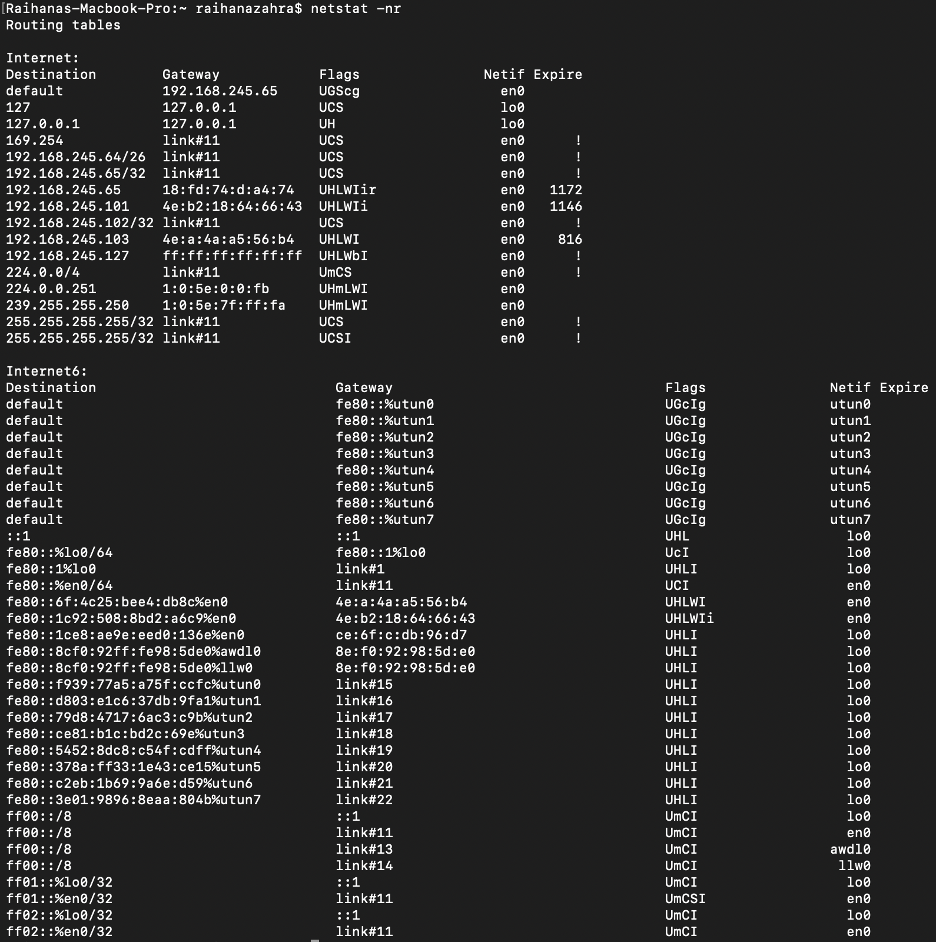 [Raihanas-Macbook-Pro:~ raihanazahra$ netstat -nr
Routing tables
Internet:
Destination Gateway Flags Netif Expire
default 192.168.245.65 UGScg en0
127 127.0.0.1 UCS lo0
127.0.0.1 127.0.0.1 UH lo0
169.254 link#11 UCS en0 !
192.168.245.64/26 link#11 UCS en0 !
192.168.245.65/32 link#11 UCS en0 !
192.168.245.65 18:fd:74:d:a4:74 UHLWIir en0 1172
192.168.245.101 4e:b2:18:64:66:43 UHLWIi en0 1146
192.168.245.102/32 link#11 UCS en0 !
192.168.245.103 4e:a:4a:a5:56:b4 UHLWI en0 816
192.168.245.127 ff:ff:ff:ff:ff:ff UHLWbI en0 !
224.0.0/4 link#11 UmCS en0 !
224.0.0.251 1:0:5e:0:0:fb UHmLWI en0
239.255.255.250 1:0:5e:7f:ff:fa UHmLWI en0
255.255.255.255/32 link#11 UCS en0 !
255.255.255.255/32 link#11 UCSI en0 !
Internet6:
Destination Gateway Flags Netif Expire
default fe80::%utun0 UGcIg utun0
default fe80::%utun1 UGcIg utun1
default fe80::%utun2 UGcIg utun2
default fe80::%utun3 UGcIg utun3
default fe80::%utun4 UGcIg utun4
default fe80::%utun5 UGcIg utun5
default fe80::%utun6 UGcIg utun6
default fe80::%utun7 UGcIg utun7
::1 ::1 UHL lo0
fe80::%lo0/64 fe80::1%lo0 UcI lo0
fe80::1%lo0 link#1 UHLI lo0
fe80::%en0/64 link#11 UCI en0
fe80::6f:4c25:bee4:db8c%en0 4e:a:4a:a5:56:b4 UHLWI en0
fe80::1c92:508:8bd2:a6c9%en0 4e:b2:18:64:66:43 UHLWIi en0
fe80::1ce8:ae9e:eed0:136e%en0 ce:6f:c:db:96:d7 UHLI lo0
fe80::8cf0:92ff:fe98:5de0%awdl0 8e:f0:92:98:5d:e0 UHLI lo0
fe80::8cf0:92ff:fe98:5de0%llw0 8e:f0:92:98:5d:e0 UHLI lo0
fe80::f939:77a5:a75f:ccfc%utun0 link#15 UHLI lo0
fe80::d803:e1c6:37db:9fa1%utun1 link#16 UHLI lo0
fe80::79d8:4717:6ac3:c9b%utun2 link#17 UHLI lo0
fe80::ce81:b1c:bd2c:69e%utun3 link#18 UHLI lo0
fe80::5452:8dc8:c54f:cdff%utun4 link#19 UHLI lo0
fe80::378a:ff33:1e43:ce15%utun5 link#20 UHLI lo0
fe80::c2eb:1b69:9a6e:d59%utun6 link#21 UHLI lo0
fe80::3e01:9896:8eaa:804b%utun7 link#22 UHLI lo0
ff00::/8 ::1 UmCI lo0
ff00::/8 link#11 UmCI en0
ff00::/8 link#13 UmCI awdl0
ff00::/8 link#14 UmCI llw0
ff01::%lo0/32 ::1 UmCI lo0
ff01::%en0/32 link#11 UmCSI en0
ff02::%lo0/32 ::1 UmCI lo0
ff02::%en0/32 link#11 UmCI en0